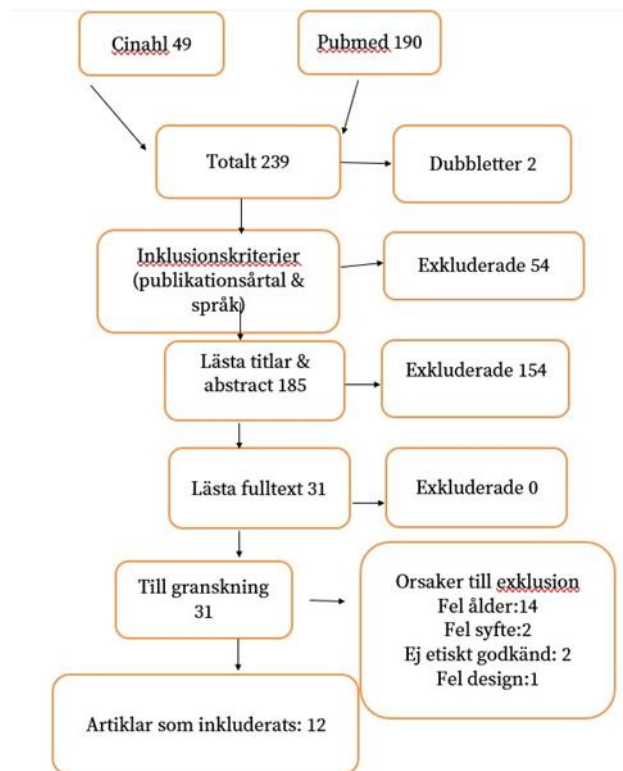 Cinahl 49
Pubmed 190
Totalt 239
Dubbletter 2
Inklusionskriterier
(publikationsårtal &
språk)
Exkluderade 54
Lästa titlar &
abstract 185
Exkluderade 154
Lästa fulltext 31
Exkluderade 0
Till granskning
31
Orsaker till exklusion
Fel ålder:14
Fel syfte:2
Ej etiskt godkänd: 2
Fel design:1
Artiklar som inkluderats: 12